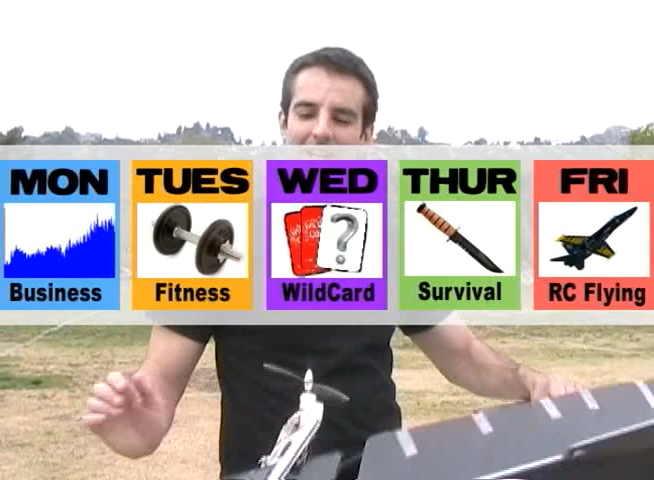 MON TUES WED THUR FRI
?
Business Fitness WildCard Survival RC Flying